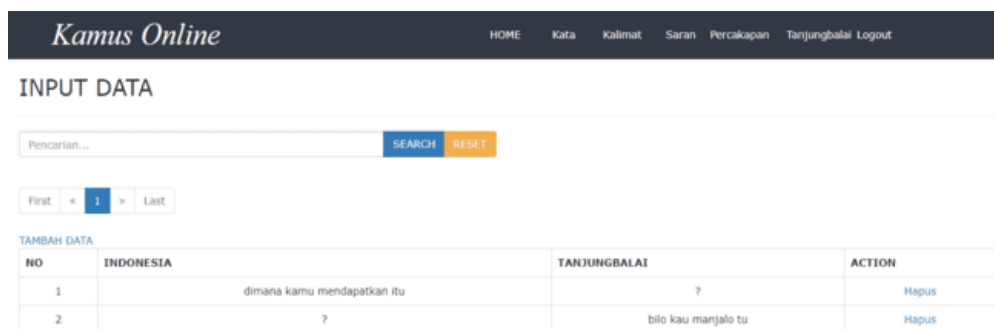 Kamus Online HOME Kata Kalimat Saran Percakapan Tanjungbalai Logout
INPUT DATA
Pencarian... SEARCH RESET
First « 1 » Last
TAMBAH DATA
NO INDONESIA TANJUNGBALAI ACTION
1 dimana kamu mendapatkan itu ? Hapus
2 ? bilo kau manjalo tu Hapus